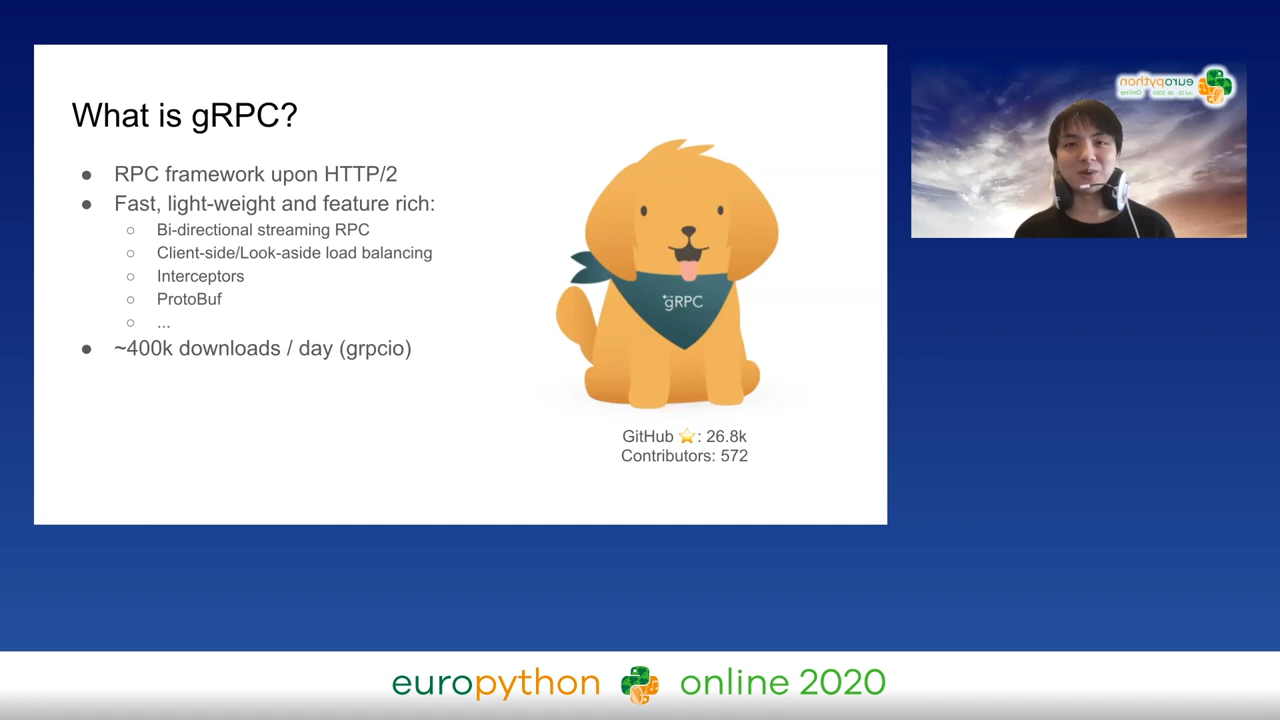 What is gRPC?
● RPC framework upon HTTP/2
● Fast, light-weight and feature rich:
○ Bi-directional streaming RPC
○ Client-side/Look-aside load balancing
○ Interceptors
○ ProtoBuf
○ ...
● ~400k downloads / day (grpcio)
gRPC
GitHub ⭐: 26.8k
Contributors: 572
europython
Online
europython online 2020